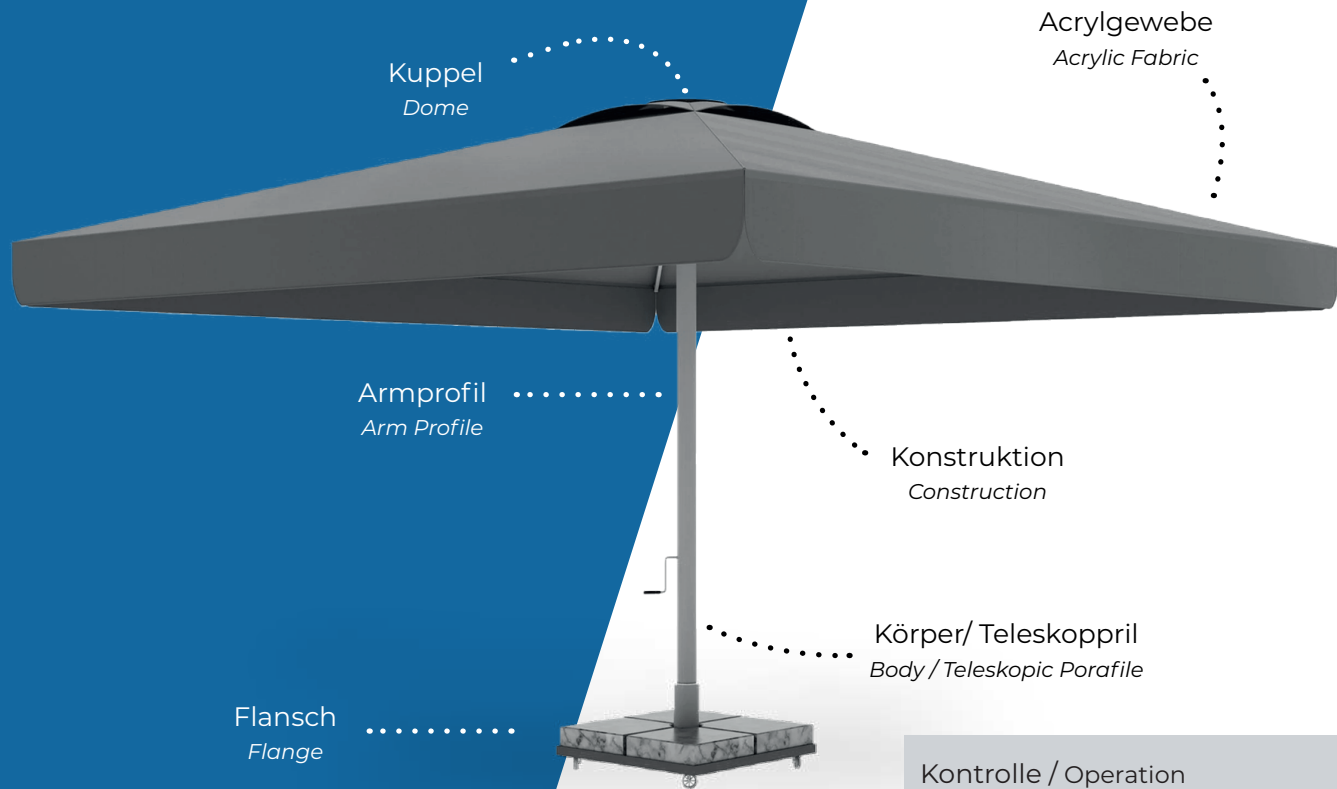 Kuppel
Dome
Acrylgewebe
Acrylic Fabric
Armprofil
Arm Profile
Konstruktion
Construction
Körper/ Teleskoppril
Body / Teleskopic Porafile
Flansch
Flange
Kontrolle / Operation